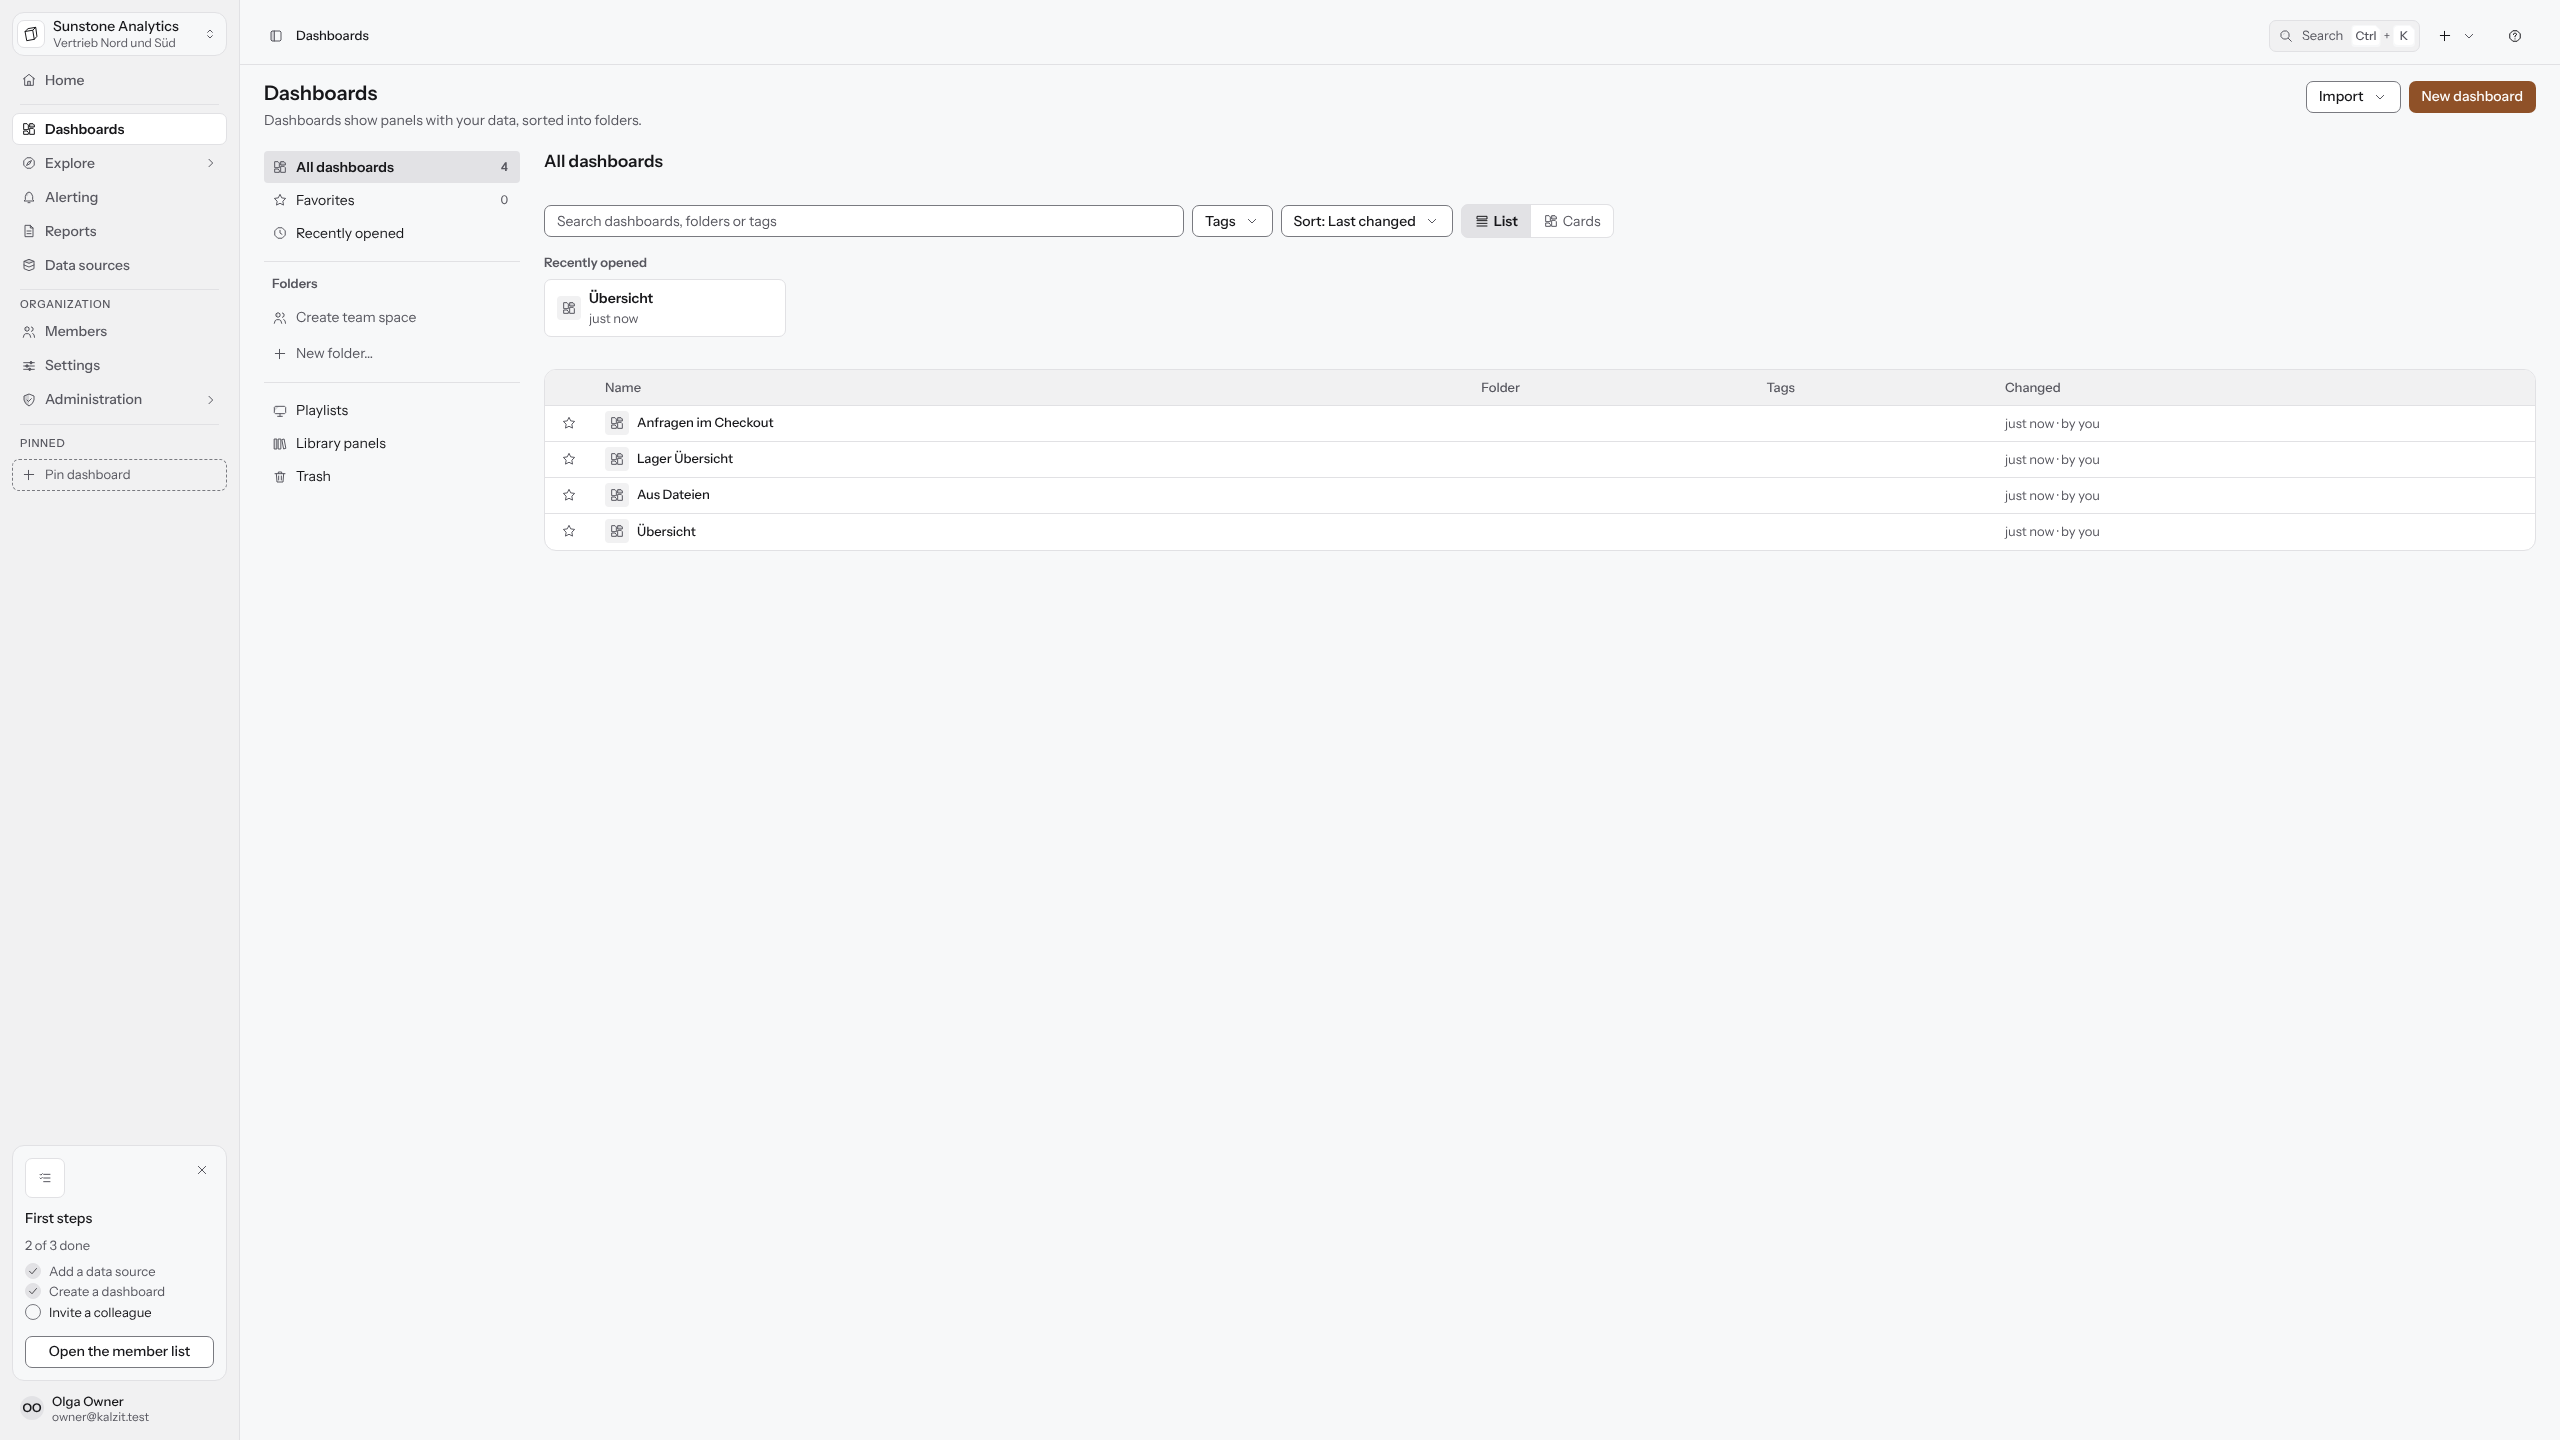 Sunstone Analytics
Vertrieb Nord und Süd
Home
Dashboards
Explore
Alerting
Reports
Data sources
ORGANIZATION
Members
Settings
Administration
PINNED
Pin dashboard
First steps
2 of 3 done
Add a data source
Create a dashboard
Invite a colleague
Open the member list
OO
Olga Owner
owner@kalzit.test
Dashboards
Search Ctrl + K
Dashboards
Dashboards show panels with your data, sorted into folders.
Import
New dashboard
All dashboards 4
Favorites 0
Recently opened
Folders
Create team space
New folder...
Playlists
Library panels
Trash
All dashboards
Search dashboards, folders or tags
Tags
Sort: Last changed
List
Cards
Recently opened
Übersicht
just now
Name Folder Tags Changed
Anfragen im Checkout just now · by you
Lager Übersicht just now · by you
Aus Dateien just now · by you
Übersicht just now · by you